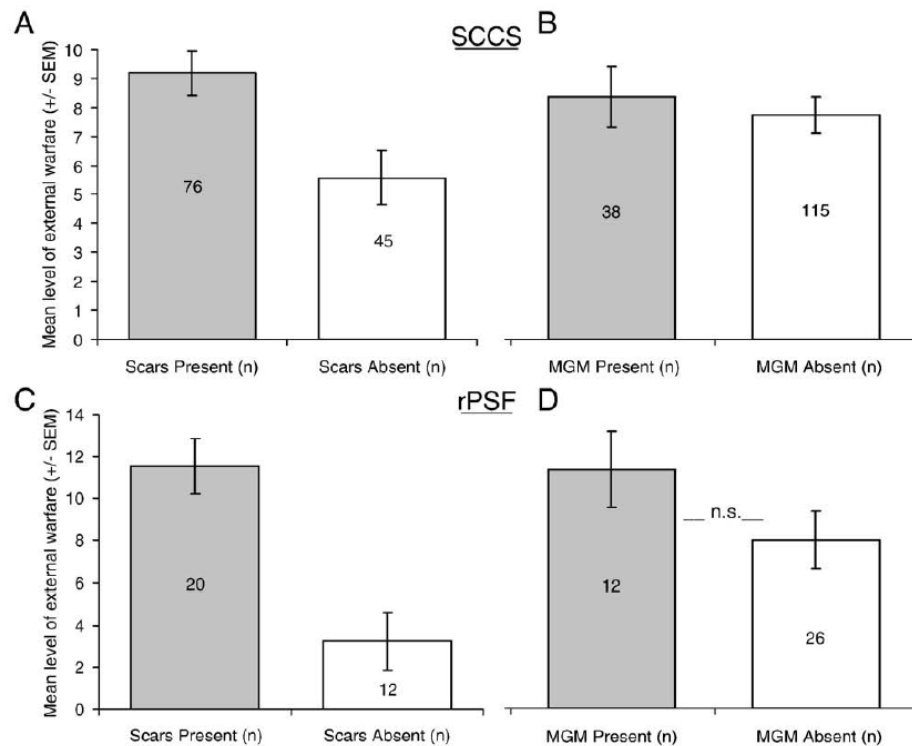 A
SCCS
B
Mean level of external warfare (+/- SEM)
10
9
8
7
6
5
4
3
2
1
0
76
45
38
115
Scars Present (n)
Scars Absent (n)
MGM Present (n)
MGM Absent (n)
C
rPSF
D
Mean level of external warfare (+/- SEM)
14
12
10
8
6
4
2
0
20
12
12
n.s.
26
Scars Present (n)
Scars Absent (n)
MGM Present (n)
MGM Absent (n)